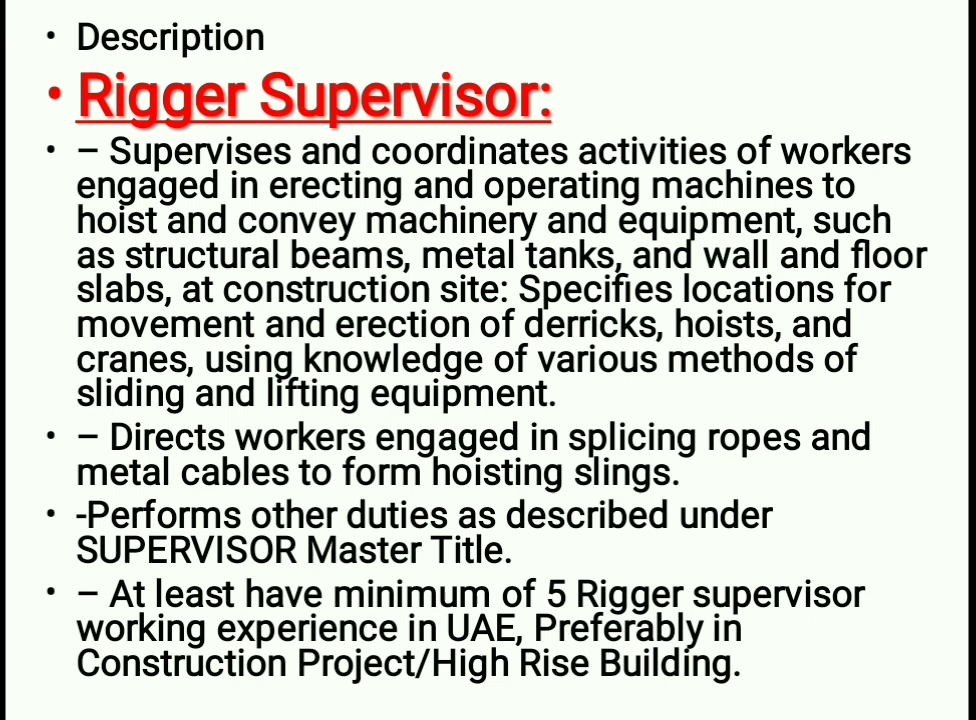 • Description
• Rigger Supervisor:
• – Supervises and coordinates activities of workers
engaged in erecting and operating machines to
hoist and convey machinery and equipment, such
as structural beams, metal tanks, and wall and floor
slabs, at construction site: Specifies locations for
movement and erection of derricks, hoists, and
cranes, using knowledge of various methods of
sliding and lifting equipment.
• – Directs workers engaged in splicing ropes and
metal cables to form hoisting slings.
• -Performs other duties as described under
SUPERVISOR Master Title.
• – At least have minimum of 5 Rigger supervisor
working experience in UAE, Preferably in
Construction Project/High Rise Building.